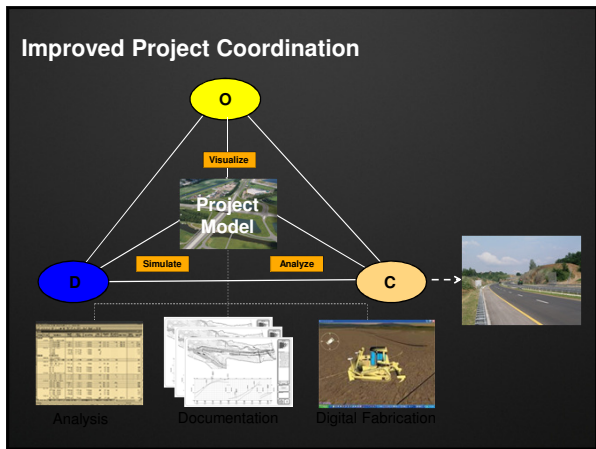 Improved Project Coordination
O
Visualize
Project
Model
Simulate
Analyze
D
C
Analysis
Documentation
Digital Fabrication